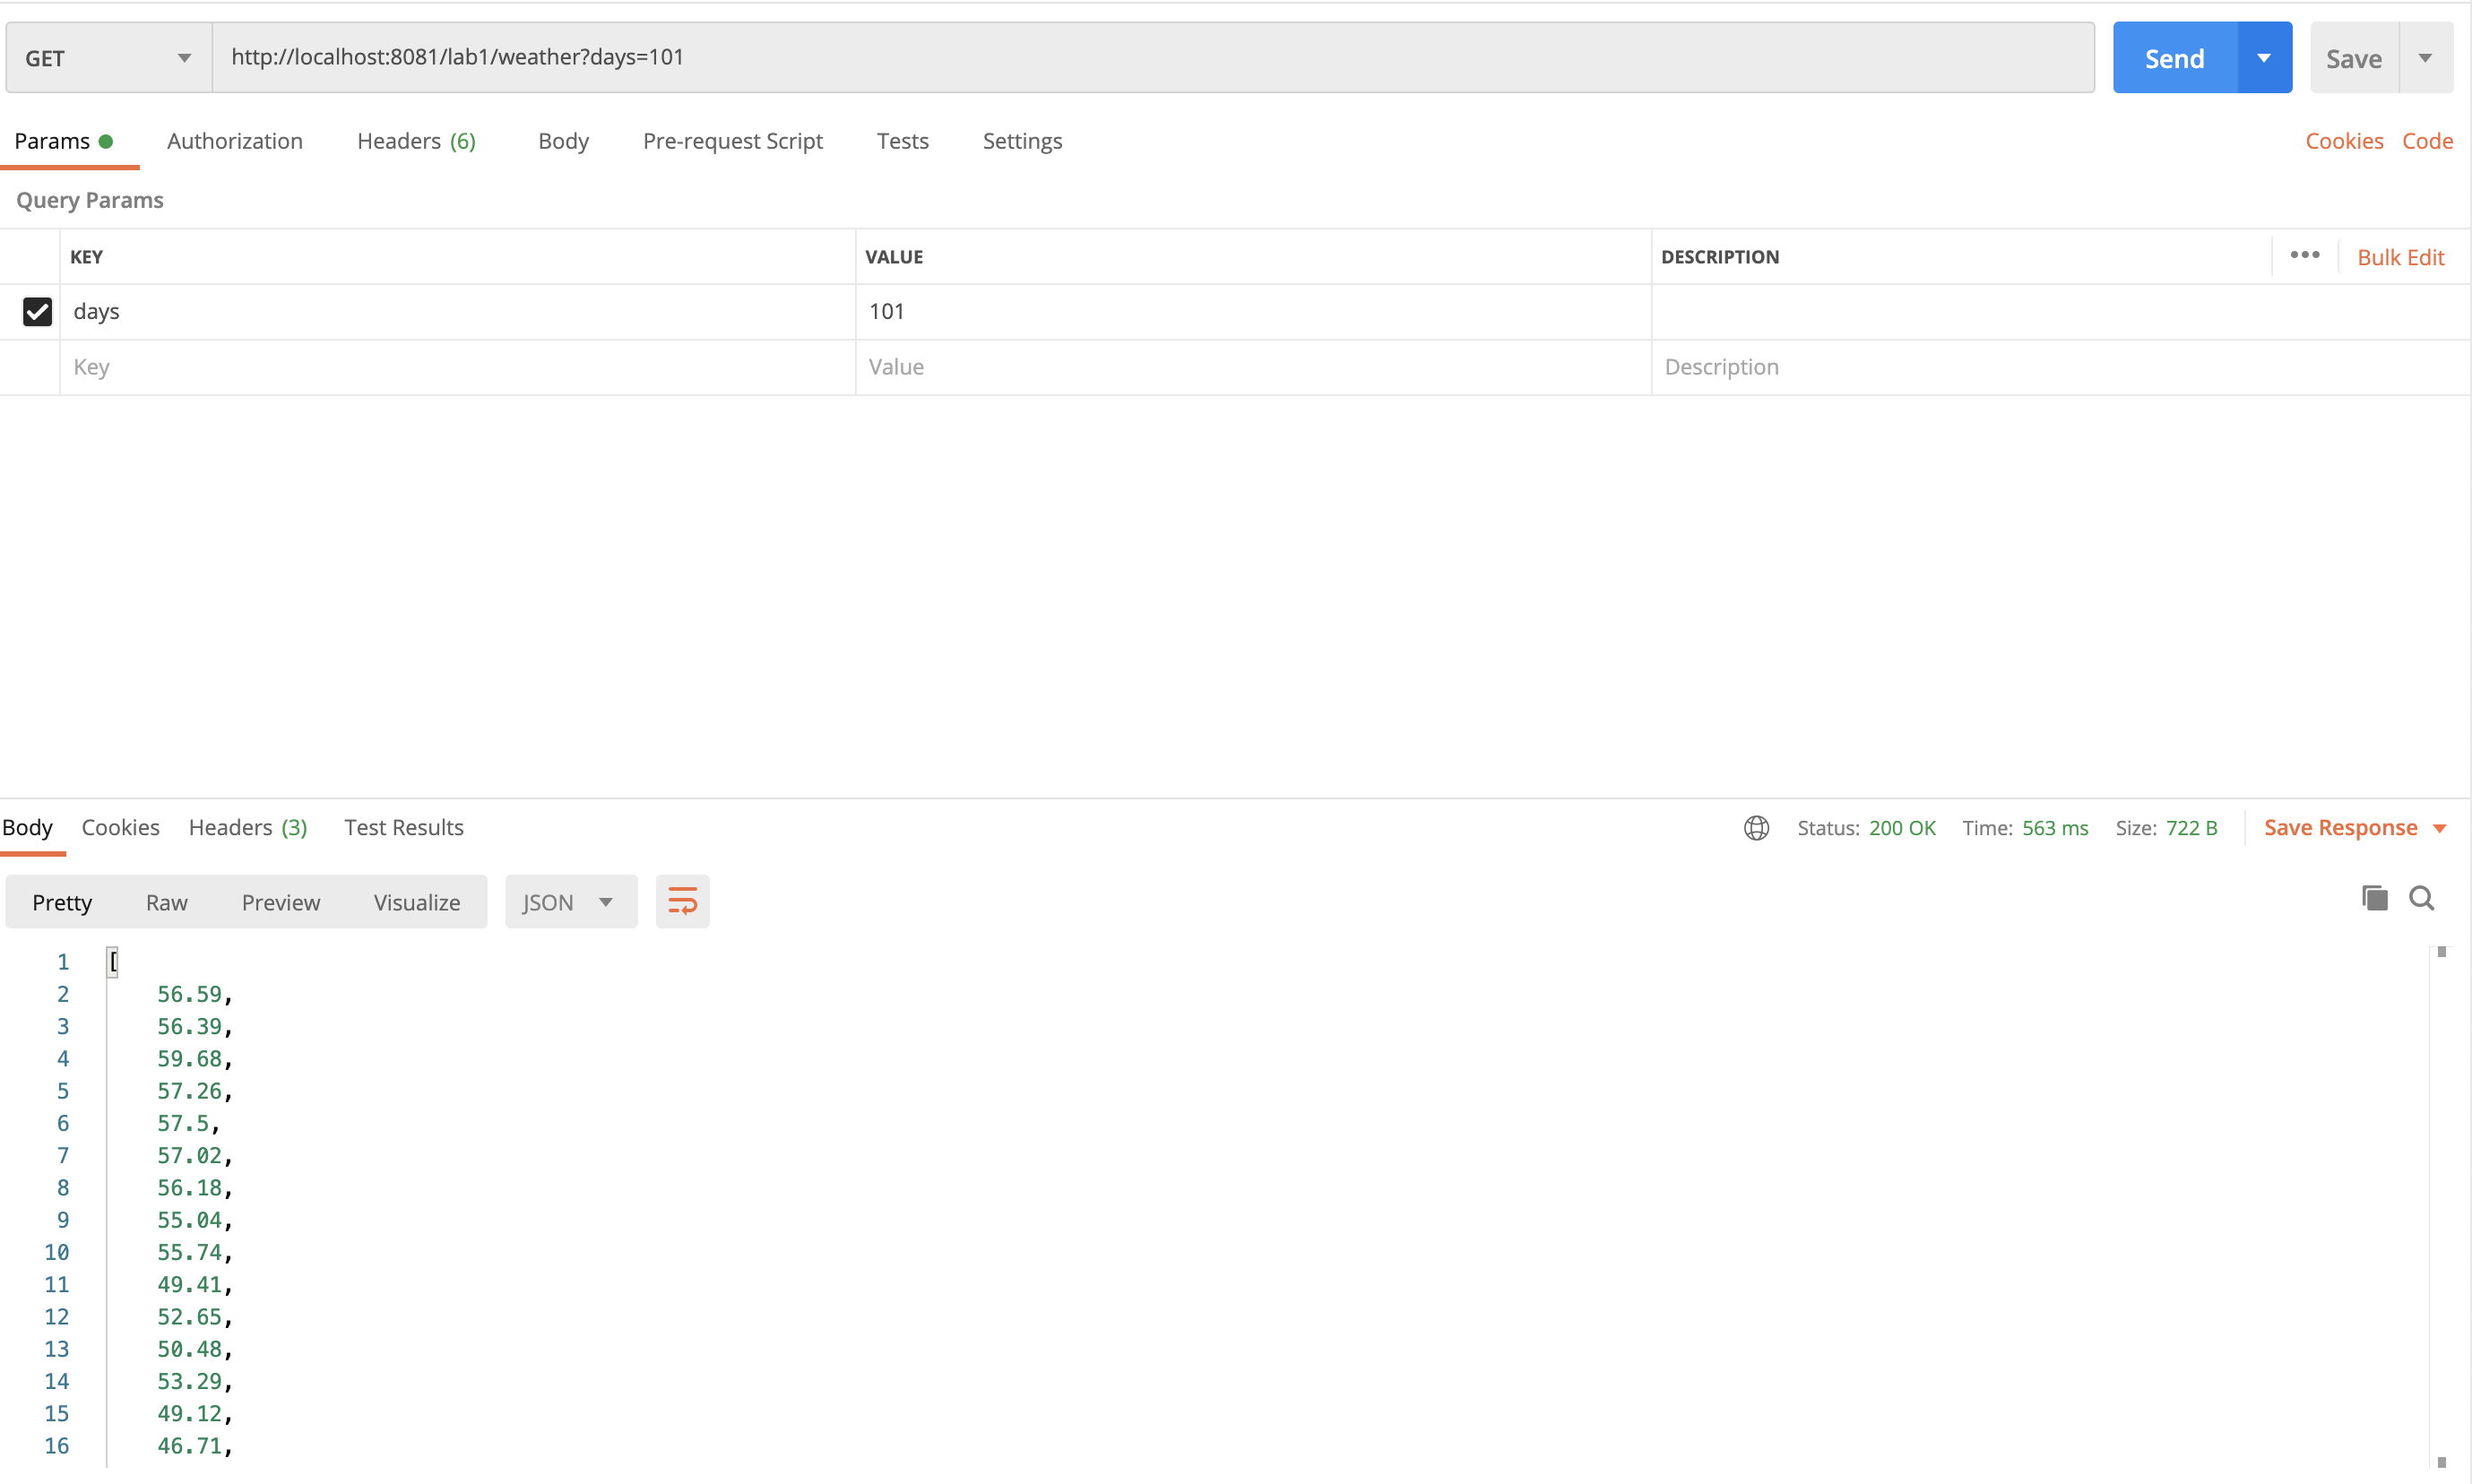 GET http://localhost:8081/lab1/weather?days=101 Send Save
Params Authorization Headers (6) Body Pre-request Script Tests Settings Cookies Code
Query Params
KEY VALUE DESCRIPTION ••• Bulk Edit
days 101
Key Value Description
Body Cookies Headers (3) Test Results Status: 200 OK Time: 563 ms Size: 722 B Save Response
Pretty Raw Preview Visualize JSON
1 [
2 56.59,
3 56.39,
4 59.68,
5 57.26,
6 57.5,
7 57.02,
8 56.18,
9 55.04,
10 55.74,
11 49.41,
12 52.65,
13 50.48,
14 53.29,
15 49.12,
16 46.71,